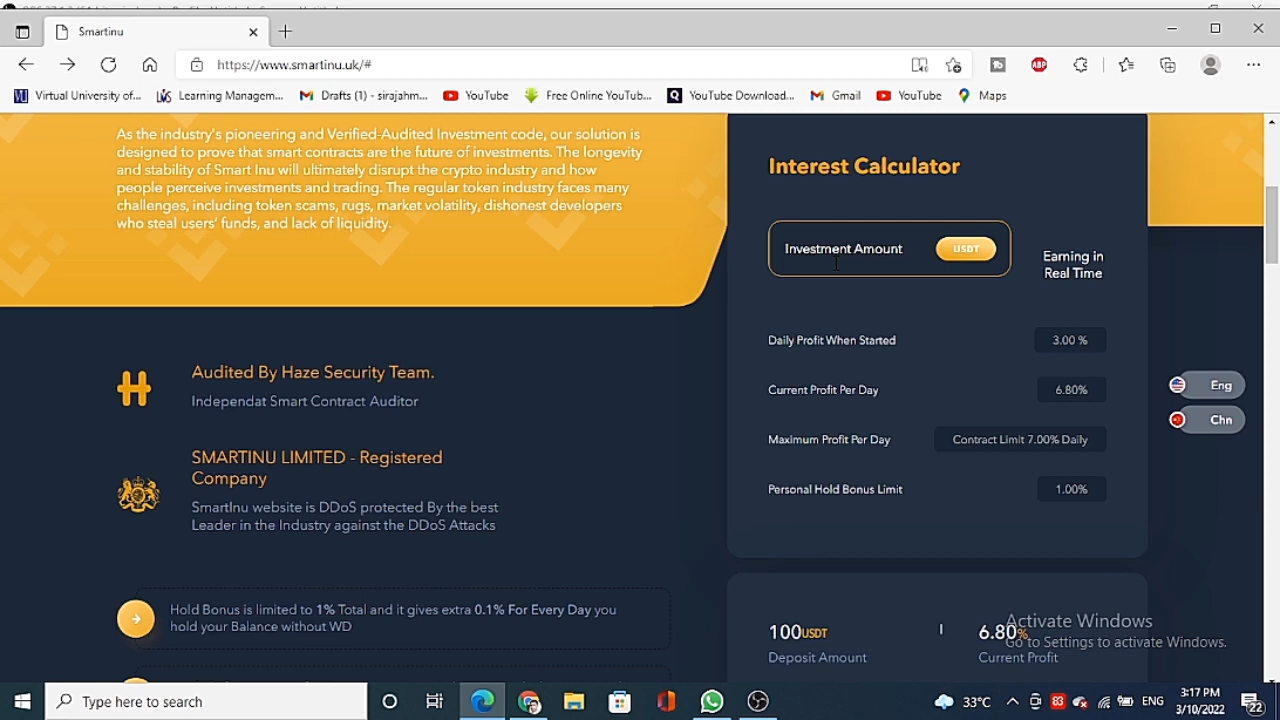 Smartinu
https://www.smartinu.uk/#
Virtual University of...
Learning Managem...
Drafts (1) - sirajahm...
YouTube
Free Online YouTub...
YouTube Download...
Gmail
YouTube
Maps
ABP
As the industry's pioneering and Verified-Audited Investment code, our solution is
designed to prove that smart contracts are the future of investments. The longevity
and stability of Smart Inu will ultimately disrupt the crypto industry and how
people perceive investments and trading. The regular token industry faces many
challenges, including token scams, rugs, market volatility, dishonest developers
who steal users' funds, and lack of liquidity.
Audited By Haze Security Team.
Independat Smart Contract Auditor
SMARTINU LIMITED - Registered
Company
SmartInu website is DDoS protected By the best
Leader in the Industry against the DDoS Attacks
Hold Bonus is limited to 1% Total and it gives extra 0.1% For Every Day you
hold your Balance without WD
Interest Calculator
Investment Amount
USDT
Earning in
Real Time
Daily Profit When Started
3.00 %
Current Profit Per Day
6.80%
Maximum Profit Per Day
Contract Limit 7.00% Daily
Personal Hold Bonus Limit
1.00%
Eng
Chn
100USDT
Deposit Amount
6.80%
Current Profit
Activate Windows
Go to Settings to activate Windows.
Type here to search
33°C
83
ENG
3:17 PM
3/10/2022
22